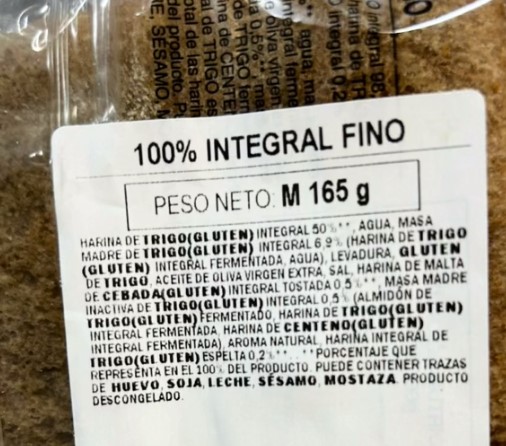 100% INTEGRAL FINO
PESO NETO: M 165 g
HARINA DE TRIGO(GLUTEN) INTEGRAL 50%**, AGUA, MASA
MADRE DE TRIGO(GLUTEN) INTEGRAL 6,9% (HARINA DE TRIGO
(GLUTEN) INTEGRAL FERMENTADA, AGUA), LEVADURA, GLUTEN
DE TRIGO, ACEITE DE OLIVA VIRGEN EXTRA, SAL, HARINA DE MALTA
DE CEBADA(GLUTEN) INTEGRAL TOSTADA 0,5%**, MASA MADRE
INACTIVA DE TRIGO(GLUTEN) INTEGRAL 0,5% (ALMIDÓN DE
TRIGO(GLUTEN) FERMENTADO, HARINA DE TRIGO(GLUTEN)
INTEGRAL FERMENTADA, HARINA DE CENTENO(GLUTEN)
INTEGRAL FERMENTADA), AROMA NATURAL, HARINA INTEGRAL DE
TRIGO(GLUTEN) ESPELTA 0,2%**. **PORCENTAJE QUE
REPRESENTA EN EL 100% DEL PRODUCTO. PUEDE CONTENER TRAZAS
DE HUEVO, SOJA, LECHE, SÉSAMO, MOSTAZA. PRODUCTO
DESCONGELADO.